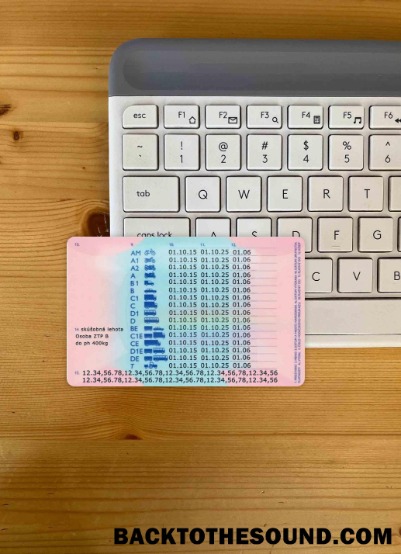 esc F1 F2 F3 F4 F5 F6
~ ! @ # $ % ^
1 2 3 4 5 6
tab Q W E R T
caps lock A S D F G
C V B
9. 10. 11. 12.
AM 01.10.15 01.10.25 01.06
A1 01.10.15 01.10.25 01.06
A2 01.10.15 01.10.25 01.06
A 01.10.15 01.10.25 01.06
B1 01.10.15 01.10.25 01.06
B 01.10.15 01.10.25 01.06
C1 01.10.15 01.10.25 01.06
C 01.10.15 01.10.25 01.06
D1 01.10.15 01.10.25 01.06
D 01.10.15 01.10.25 01.06
14. skúšobná lehota BE 01.10.15 01.10.25 01.06
Osoba ZTP B C1E 01.10.15 01.10.25 01.06
do ph 400kg CE 01.10.15 01.10.25 01.06
D1E 01.10.15 01.10.25 01.06
DE 01.10.15 01.10.25 01.06
T 01.10.15 01.10.25 01.06
12. 12.34,56.78,12.34,56.78,12.34,56.78,12.34,56
12.34,56.78,12.34,56.78,12.34,56.78,12.34,56
BACKTOTHESOUND.COM